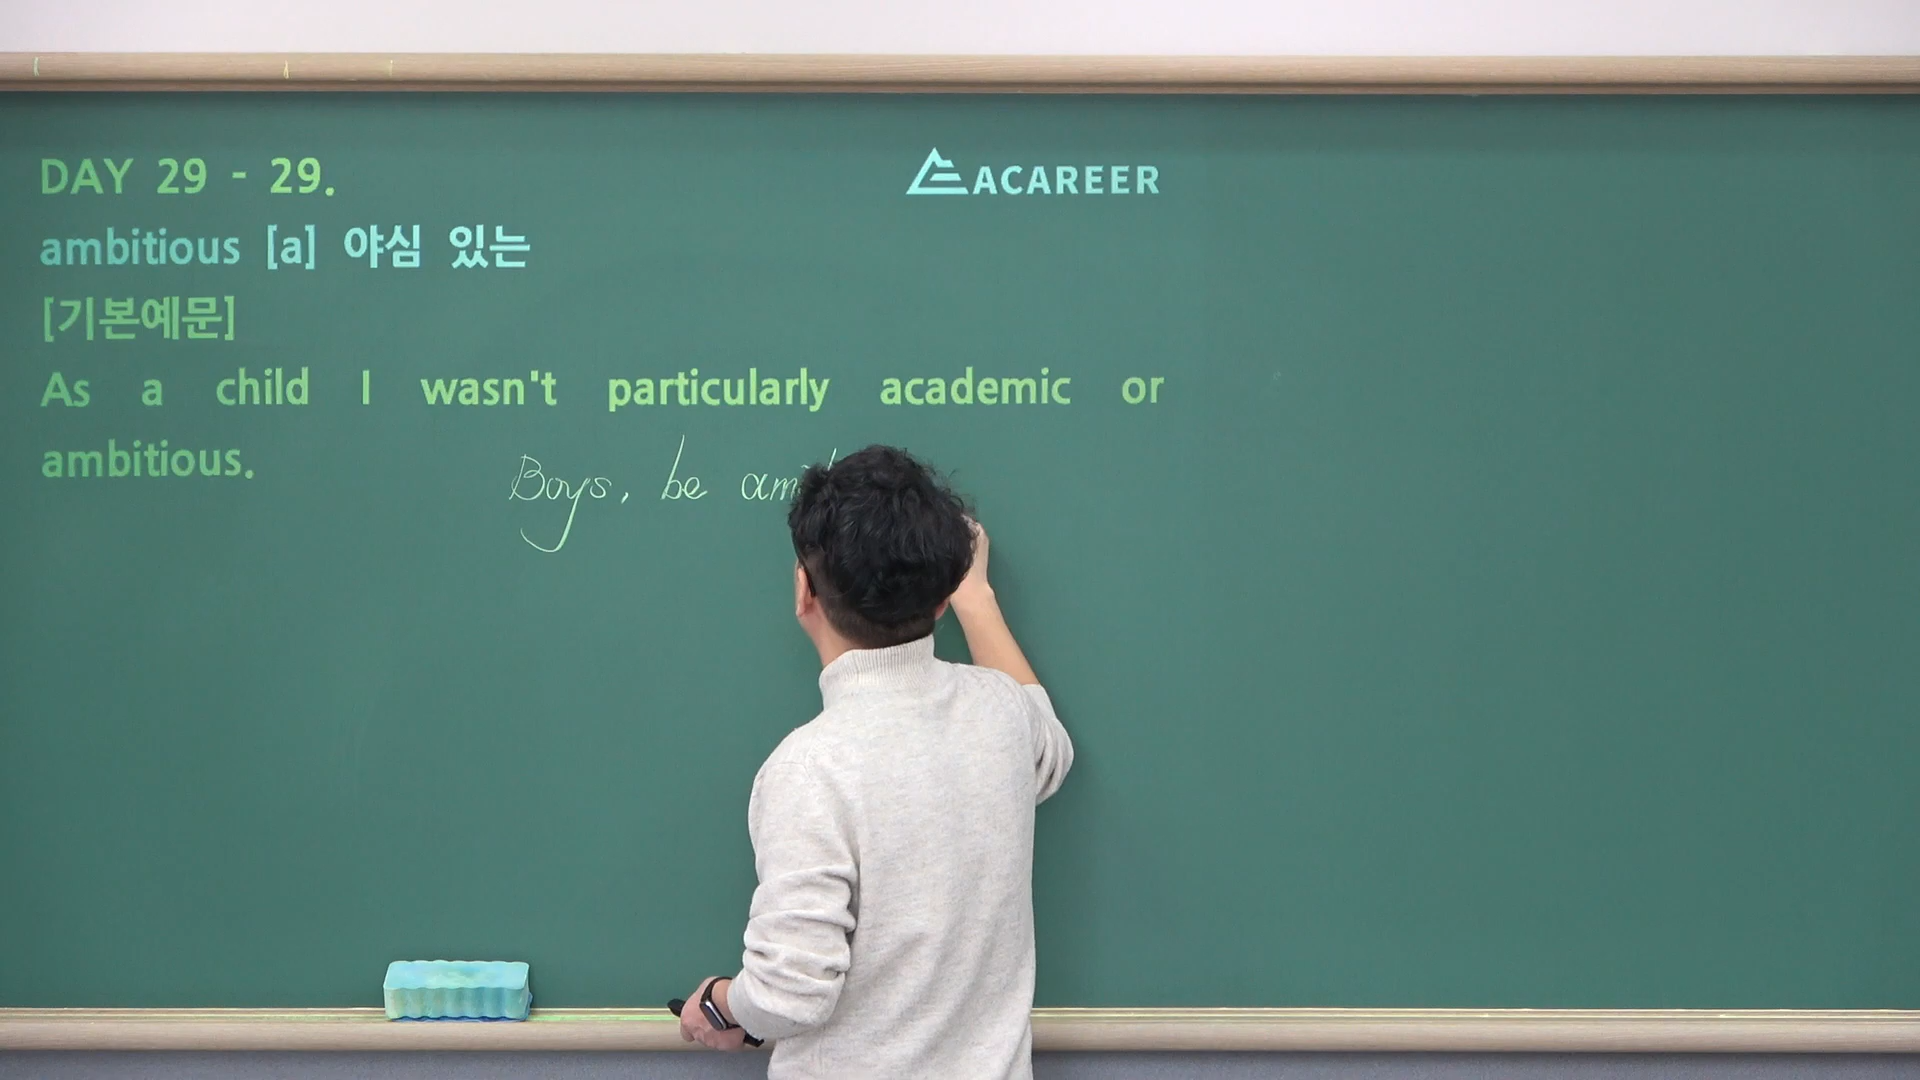 DAY 29 - 29.
ACAREER
ambitious [a] 야심 있는
[기본예문]
As a child I wasn't particularly academic or
ambitious.
Boys, be